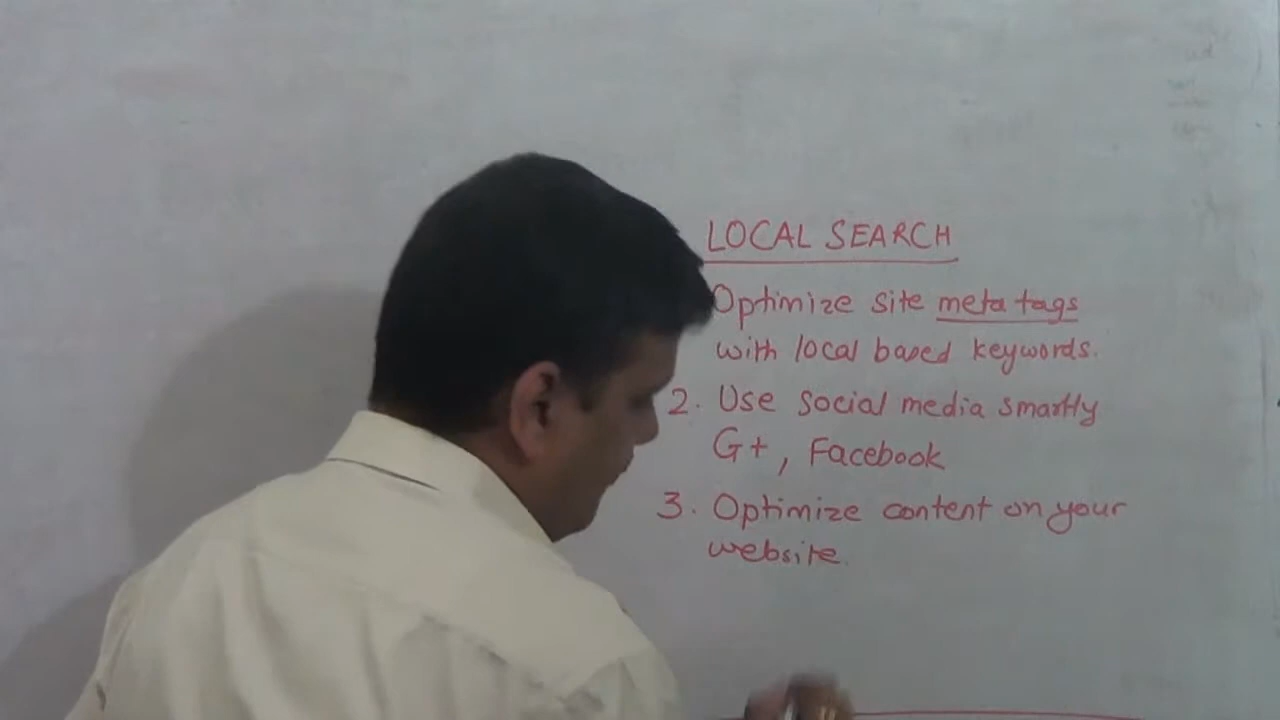 LOCAL SEARCH
Optimize site meta tags
with local based keywords.
2. Use social media smartly
G+, Facebook
3. Optimize content on your
website.